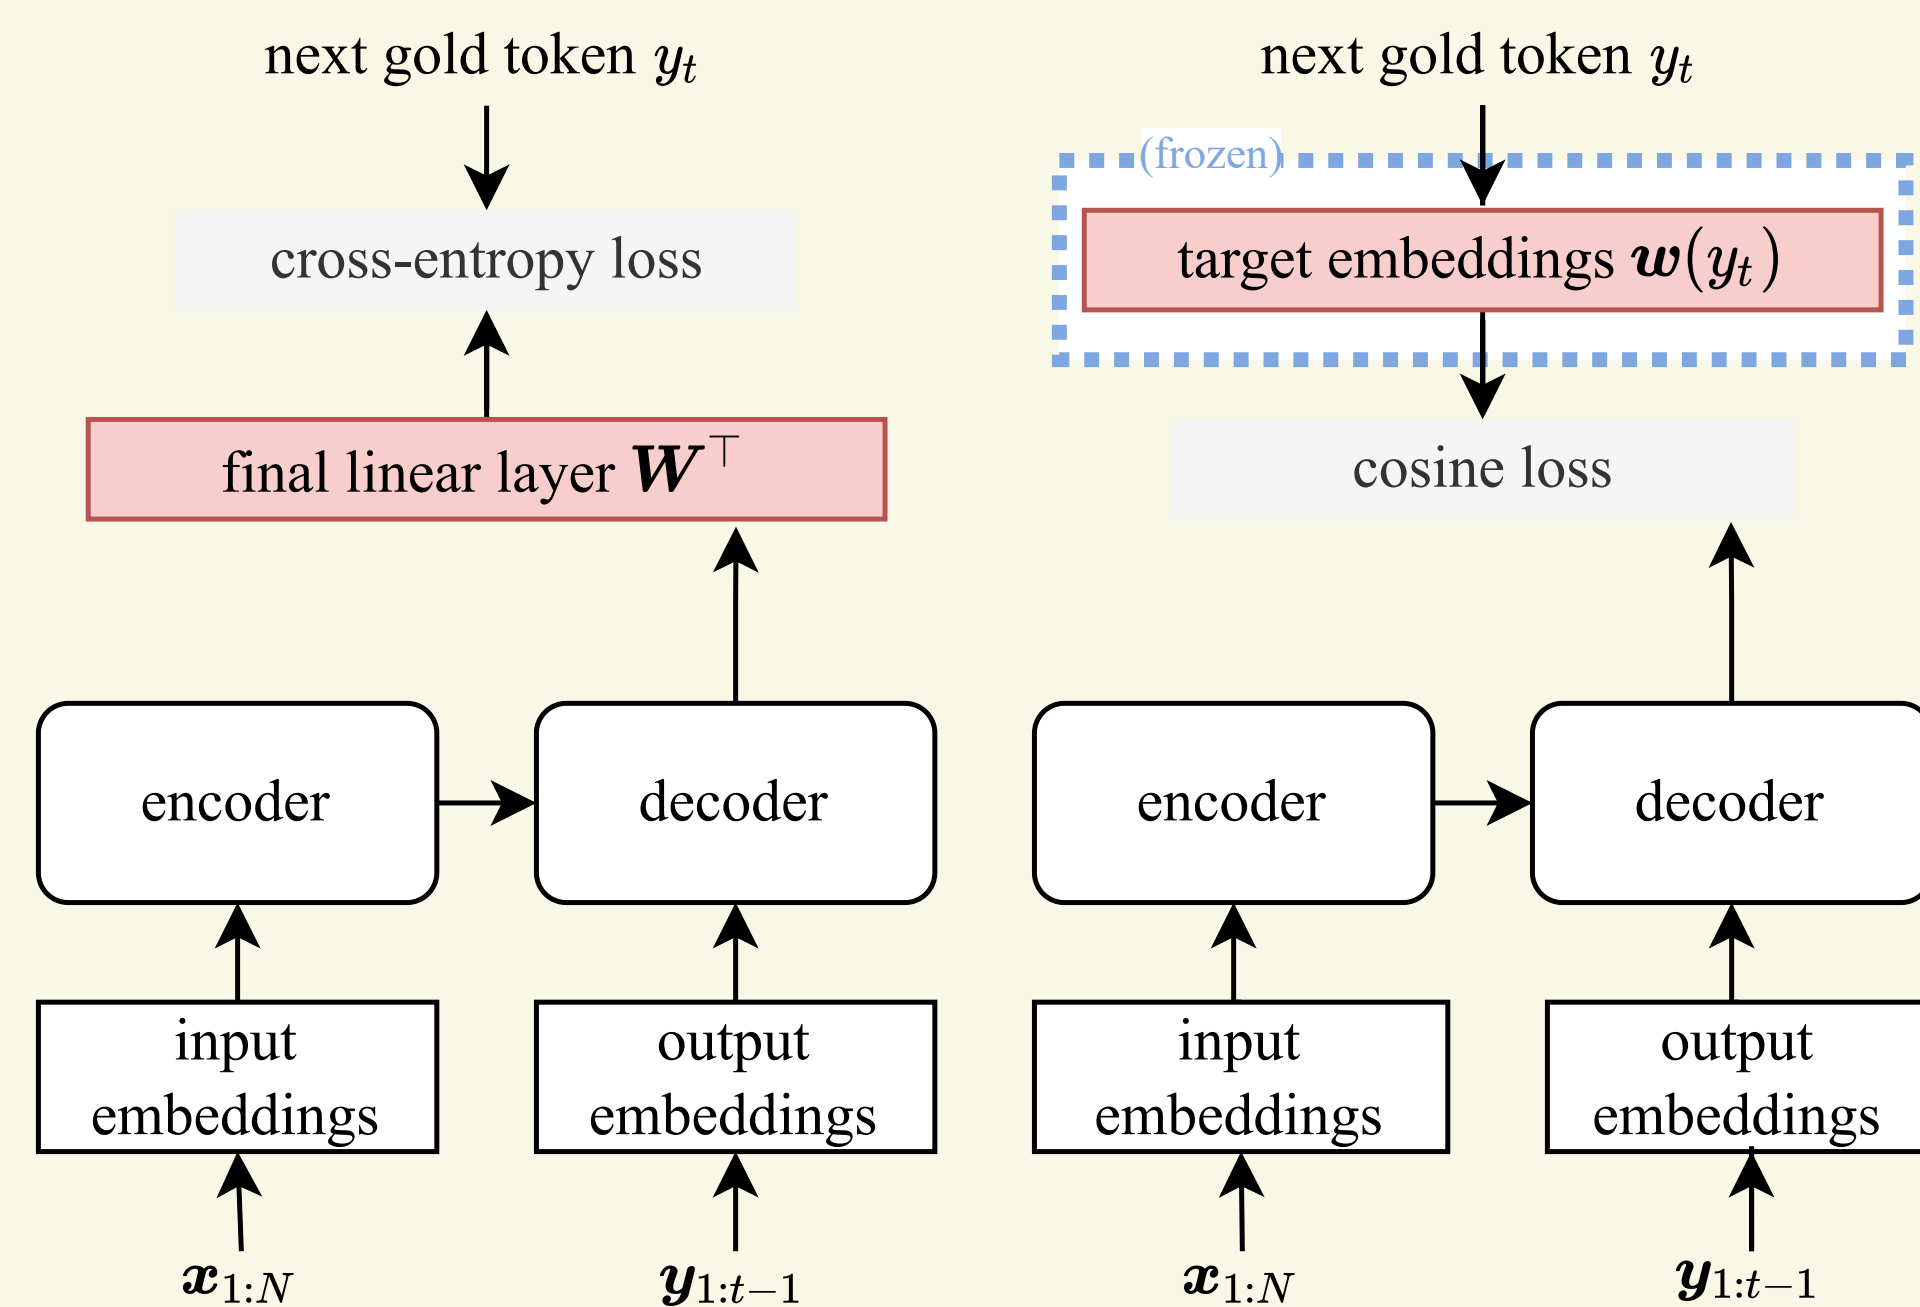 next gold token y_t
cross-entropy loss
final linear layer W^⊤
encoder
decoder
input
embeddings
output
embeddings
x_{1:N}
y_{1:t−1}
next gold token y_t
(frozen)
target embeddings w(y_t)
cosine loss
encoder
decoder
input
embeddings
output
embeddings
x_{1:N}
y_{1:t−1}